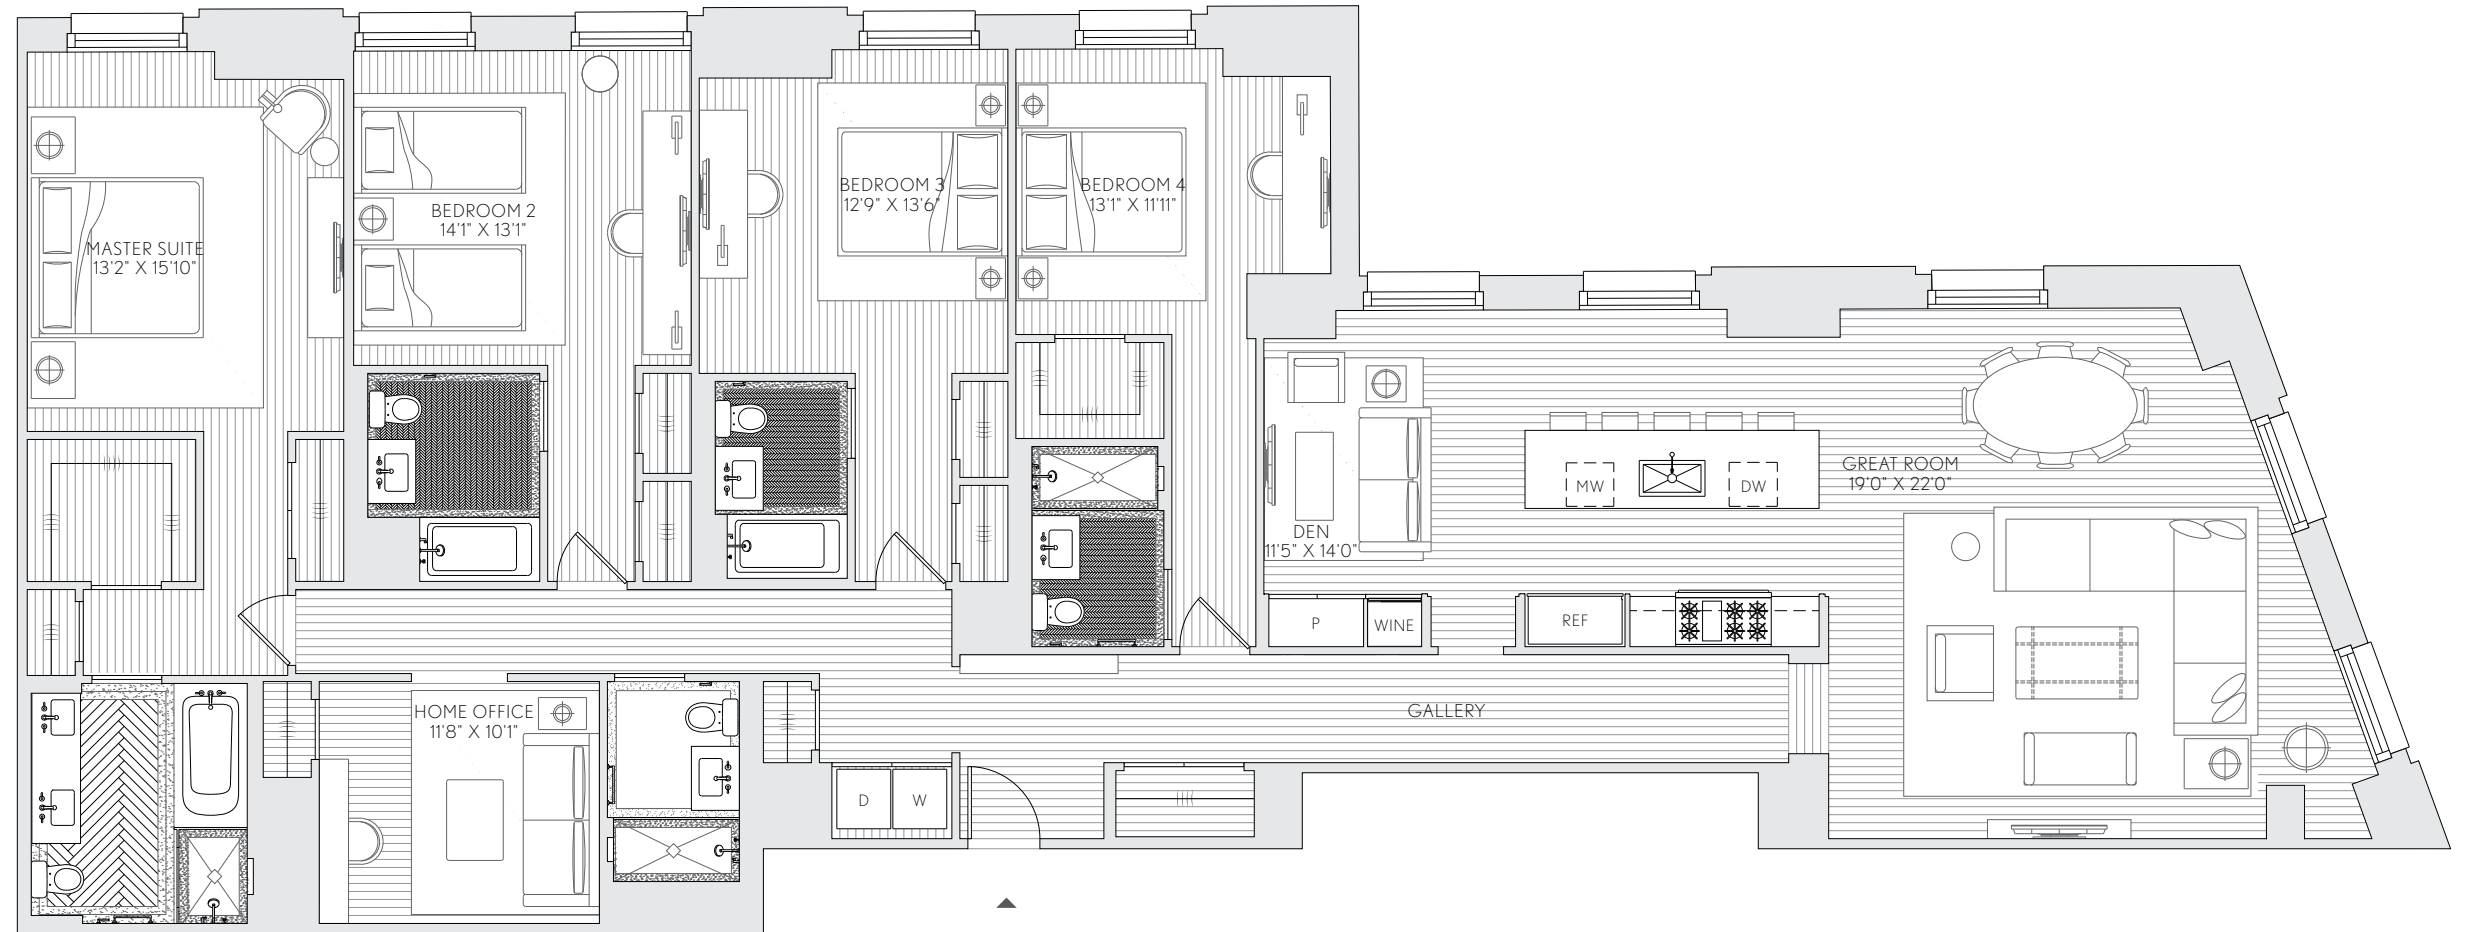 MASTER SUITE
13'2" X 15'10"
BEDROOM 2
14'1" X 13'1"
BEDROOM 3
12'9" X 13'6"
BEDROOM 4
13'1" X 11'11"
GREAT ROOM
19'0" X 22'0"
MW
DW
DEN
11'5" X 14'0"
P
WINE
REF
HOME OFFICE
11'8" X 10'1"
GALLERY
D
W